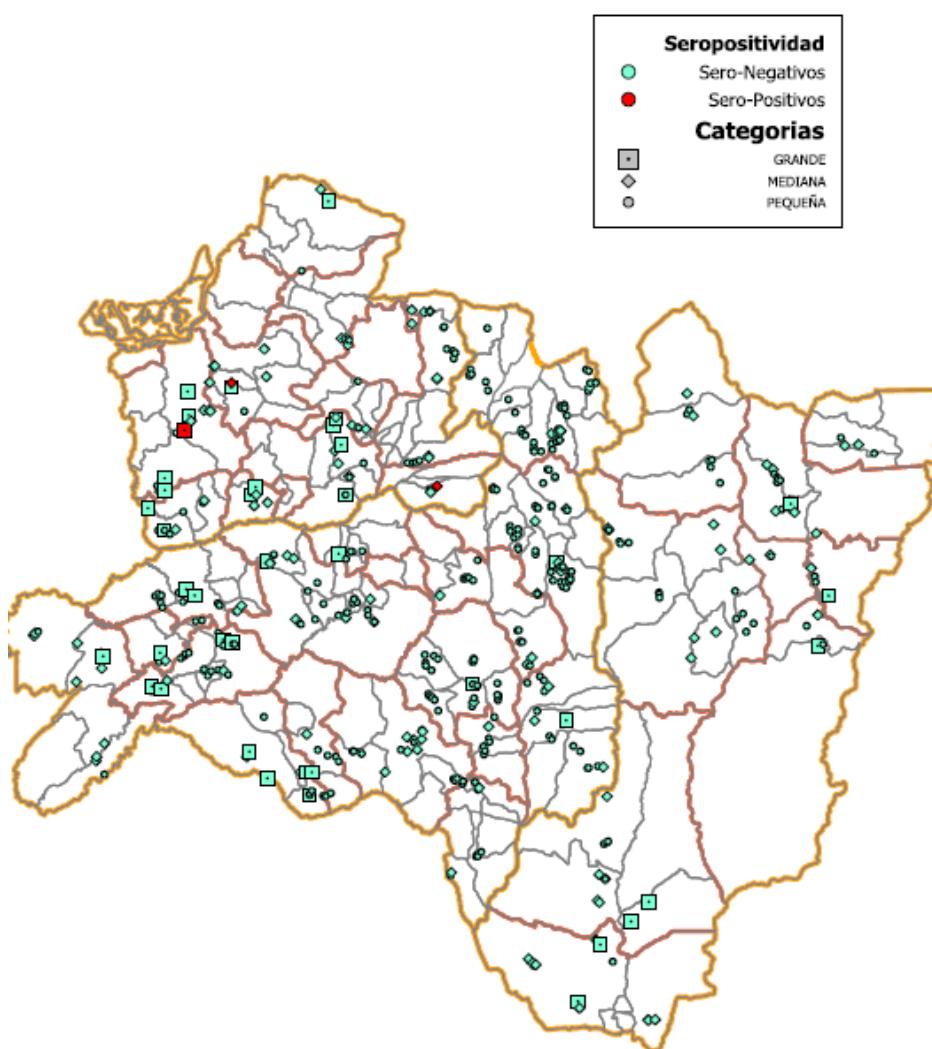 Seropositividad
Sero-Negativos
Sero-Positivos
Categorias
GRANDE
MEDIANA
PEQUEÑA